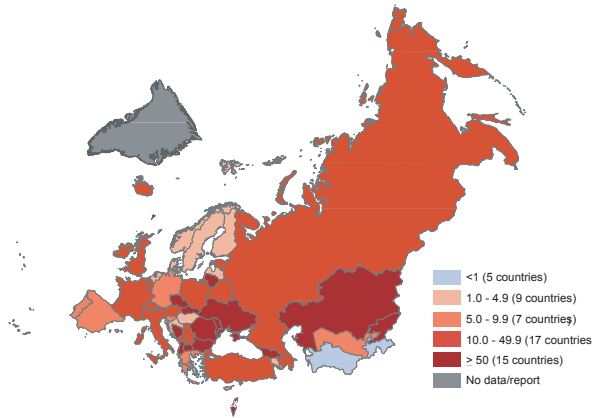 <1 (5 countries)
1.0 - 4.9 (9 countries)
5.0 - 9.9 (7 countries)
10.0 - 49.9 (17 countries
≥ 50 (15 countries)
No data/report